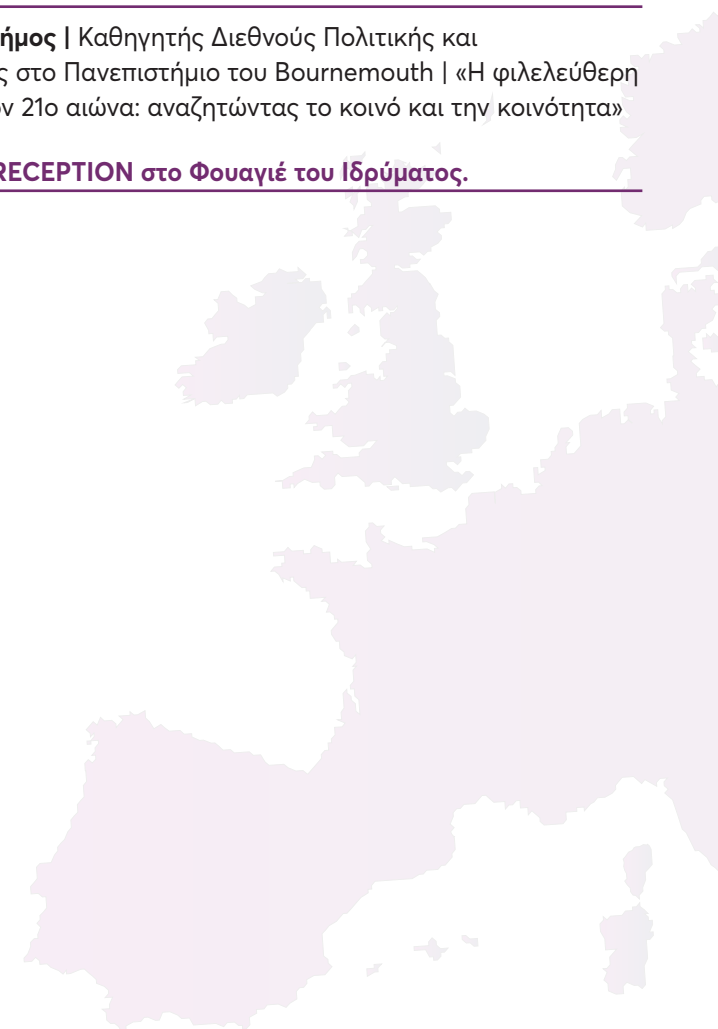 ήμος | Καθηγητής Διεθνούς Πολιτικής και
ς στο Πανεπιστήμιο του Bournemouth | «Η φιλελεύθερη
ν 21ο αιώνα: αναζητώντας το κοινό και την κοινότητα»
RECEPTION στο Φουαγιέ του Ιδρύματος.